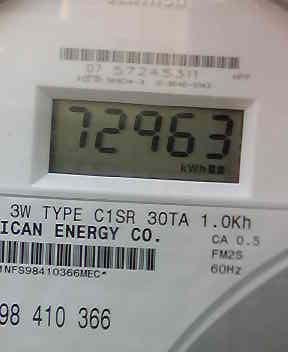 07 57245311
72963
kWh
3W TYPE C1SR 30TA 1.0Kh
ICAN ENERGY CO.
CA 0.5
FM2S
60Hz
NFS98410366MEC*
98 410 366